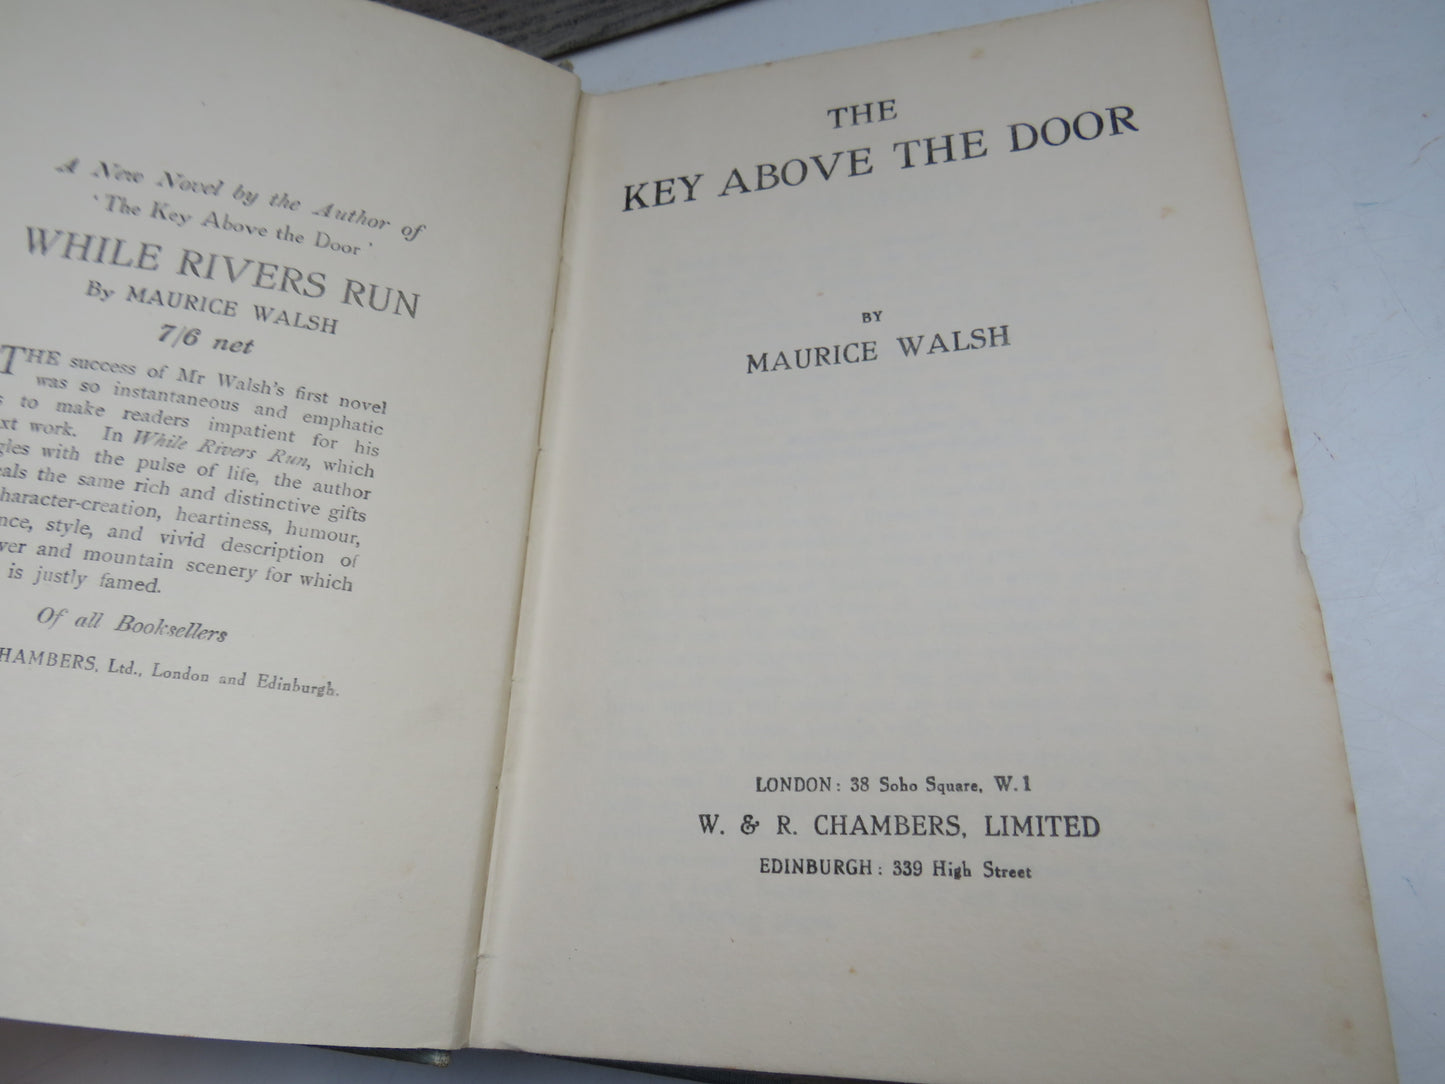 A New Novel by the Author of
'The Key Above the Door'
WHILE RIVERS RUN
By MAURICE WALSH
7/6 net
THE success of Mr Walsh's first novel
was so instantaneous and emphatic
to make readers impatient for his
work. In While Rivers Run, which
with the pulse of life, the author
the same rich and distinctive gifts
character-creation, heartiness, humour,
style, and vivid description of
and mountain scenery for which
is justly famed.
Of all Booksellers
CHAMBERS, Ltd., London and Edinburgh.
THE
KEY ABOVE THE DOOR
BY
MAURICE WALSH
LONDON: 38 Soho Square, W.1
W. & R. CHAMBERS, LIMITED
EDINBURGH: 339 High Street